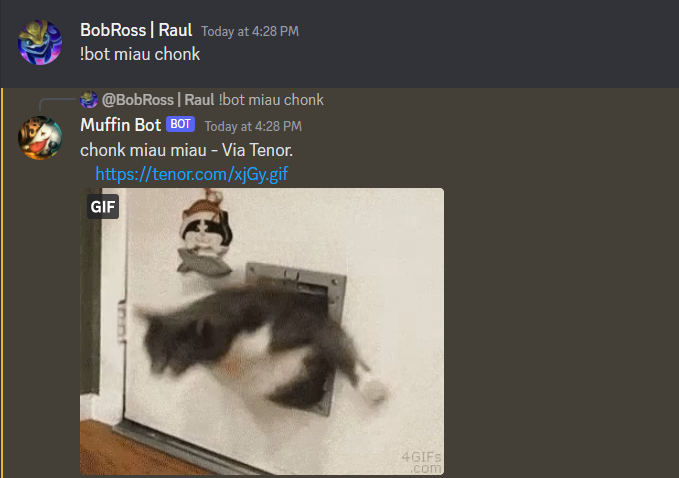 BobRoss | Raul Today at 4:28 PM
!bot miau chonk
@BobRoss | Raul !bot miau chonk
Muffin Bot BOT Today at 4:28 PM
chonk miau miau - Via Tenor.
https://tenor.com/xjGy.gif
GIF
4GIFs
.com